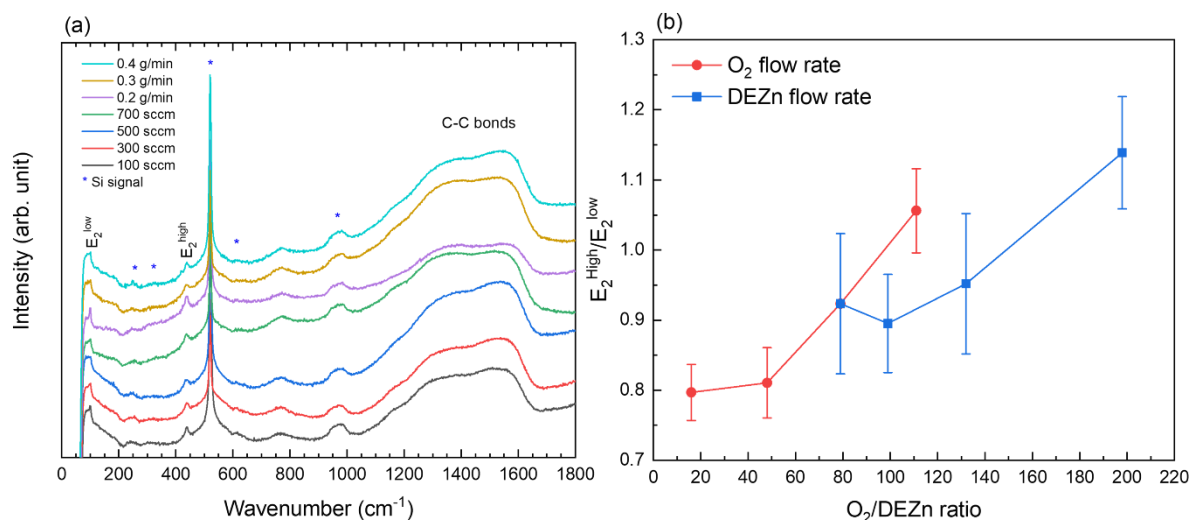 (a)
0.4 g/min
0.3 g/min
0.2 g/min
700 sccm
500 sccm
300 sccm
100 sccm
* Si signal
*
C-C bonds
E₂ˡᵒʷ
*
*
E₂ʰⁱᵍʰ
*
*
Intensity (arb. unit)
0 200 400 600 800 1000 1200 1400 1600 1800
Wavenumber (cm⁻¹)
(b)
O₂ flow rate
DEZn flow rate
1.3
1.2
1.1
1.0
0.9
0.8
0.7
E₂ᴴⁱᵍʰ/E₂ˡᵒʷ
0 20 40 60 80 100 120 140 160 180 200 220
O₂/DEZn ratio